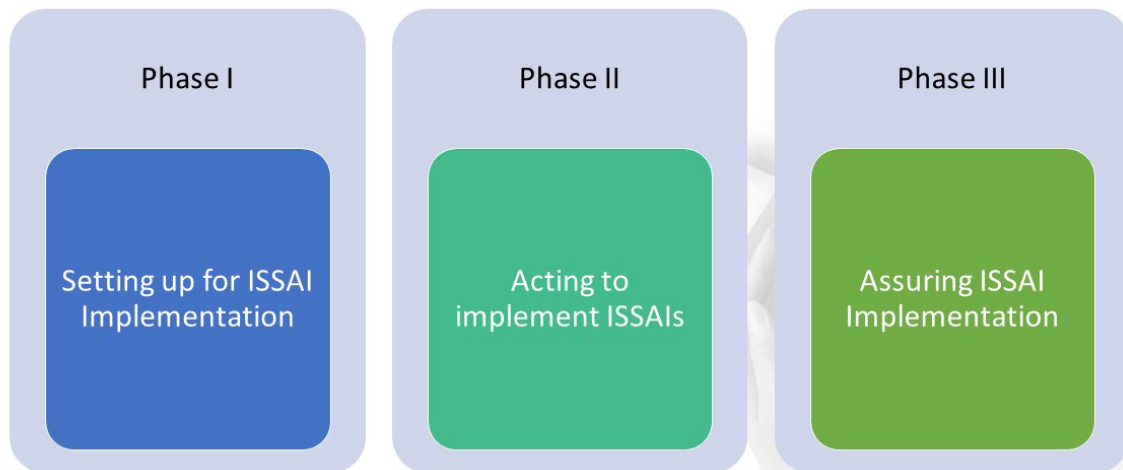 Phase I
Setting up for ISSAI
Implementation
Phase II
Acting to
implement ISSAIs
Phase III
Assuring ISSAI
Implementation